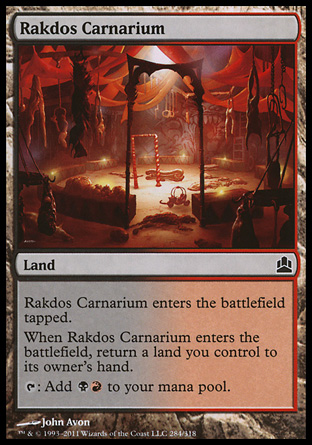 Rakdos Carnarium
Land
Rakdos Carnarium enters the battlefield
tapped.
When Rakdos Carnarium enters the
battlefield, return a land you control to
its owner's hand.
: Add to your mana pool.
John Avon
™ & © 1993–2011 Wizards of the Coast LLC 284/318